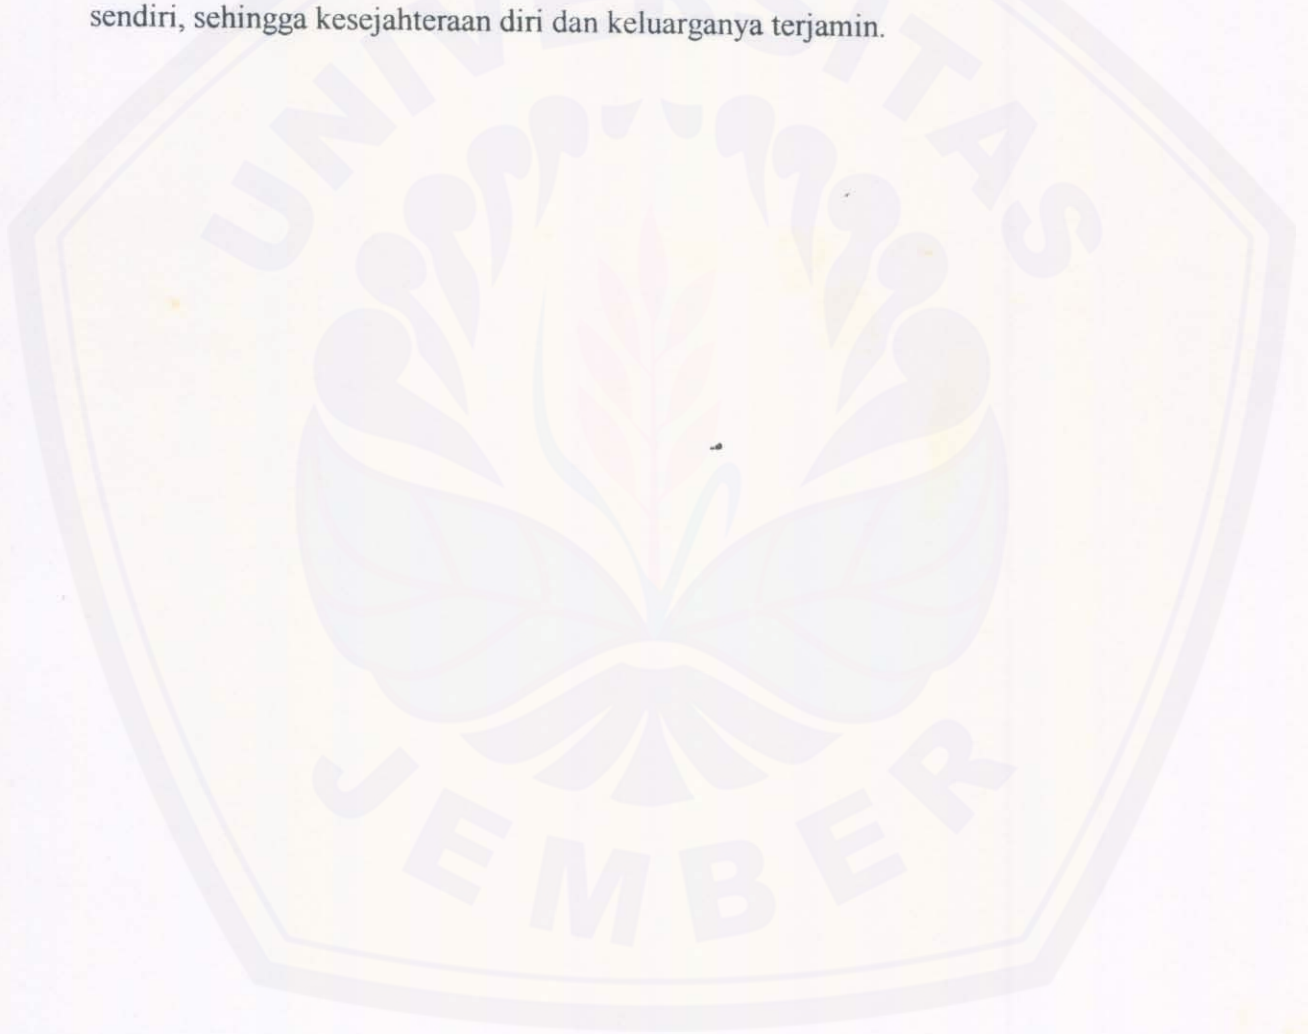 sendiri, sehingga kesejahteraan diri dan keluarganya terjamin.
UNIVERSITAS
JEMBER